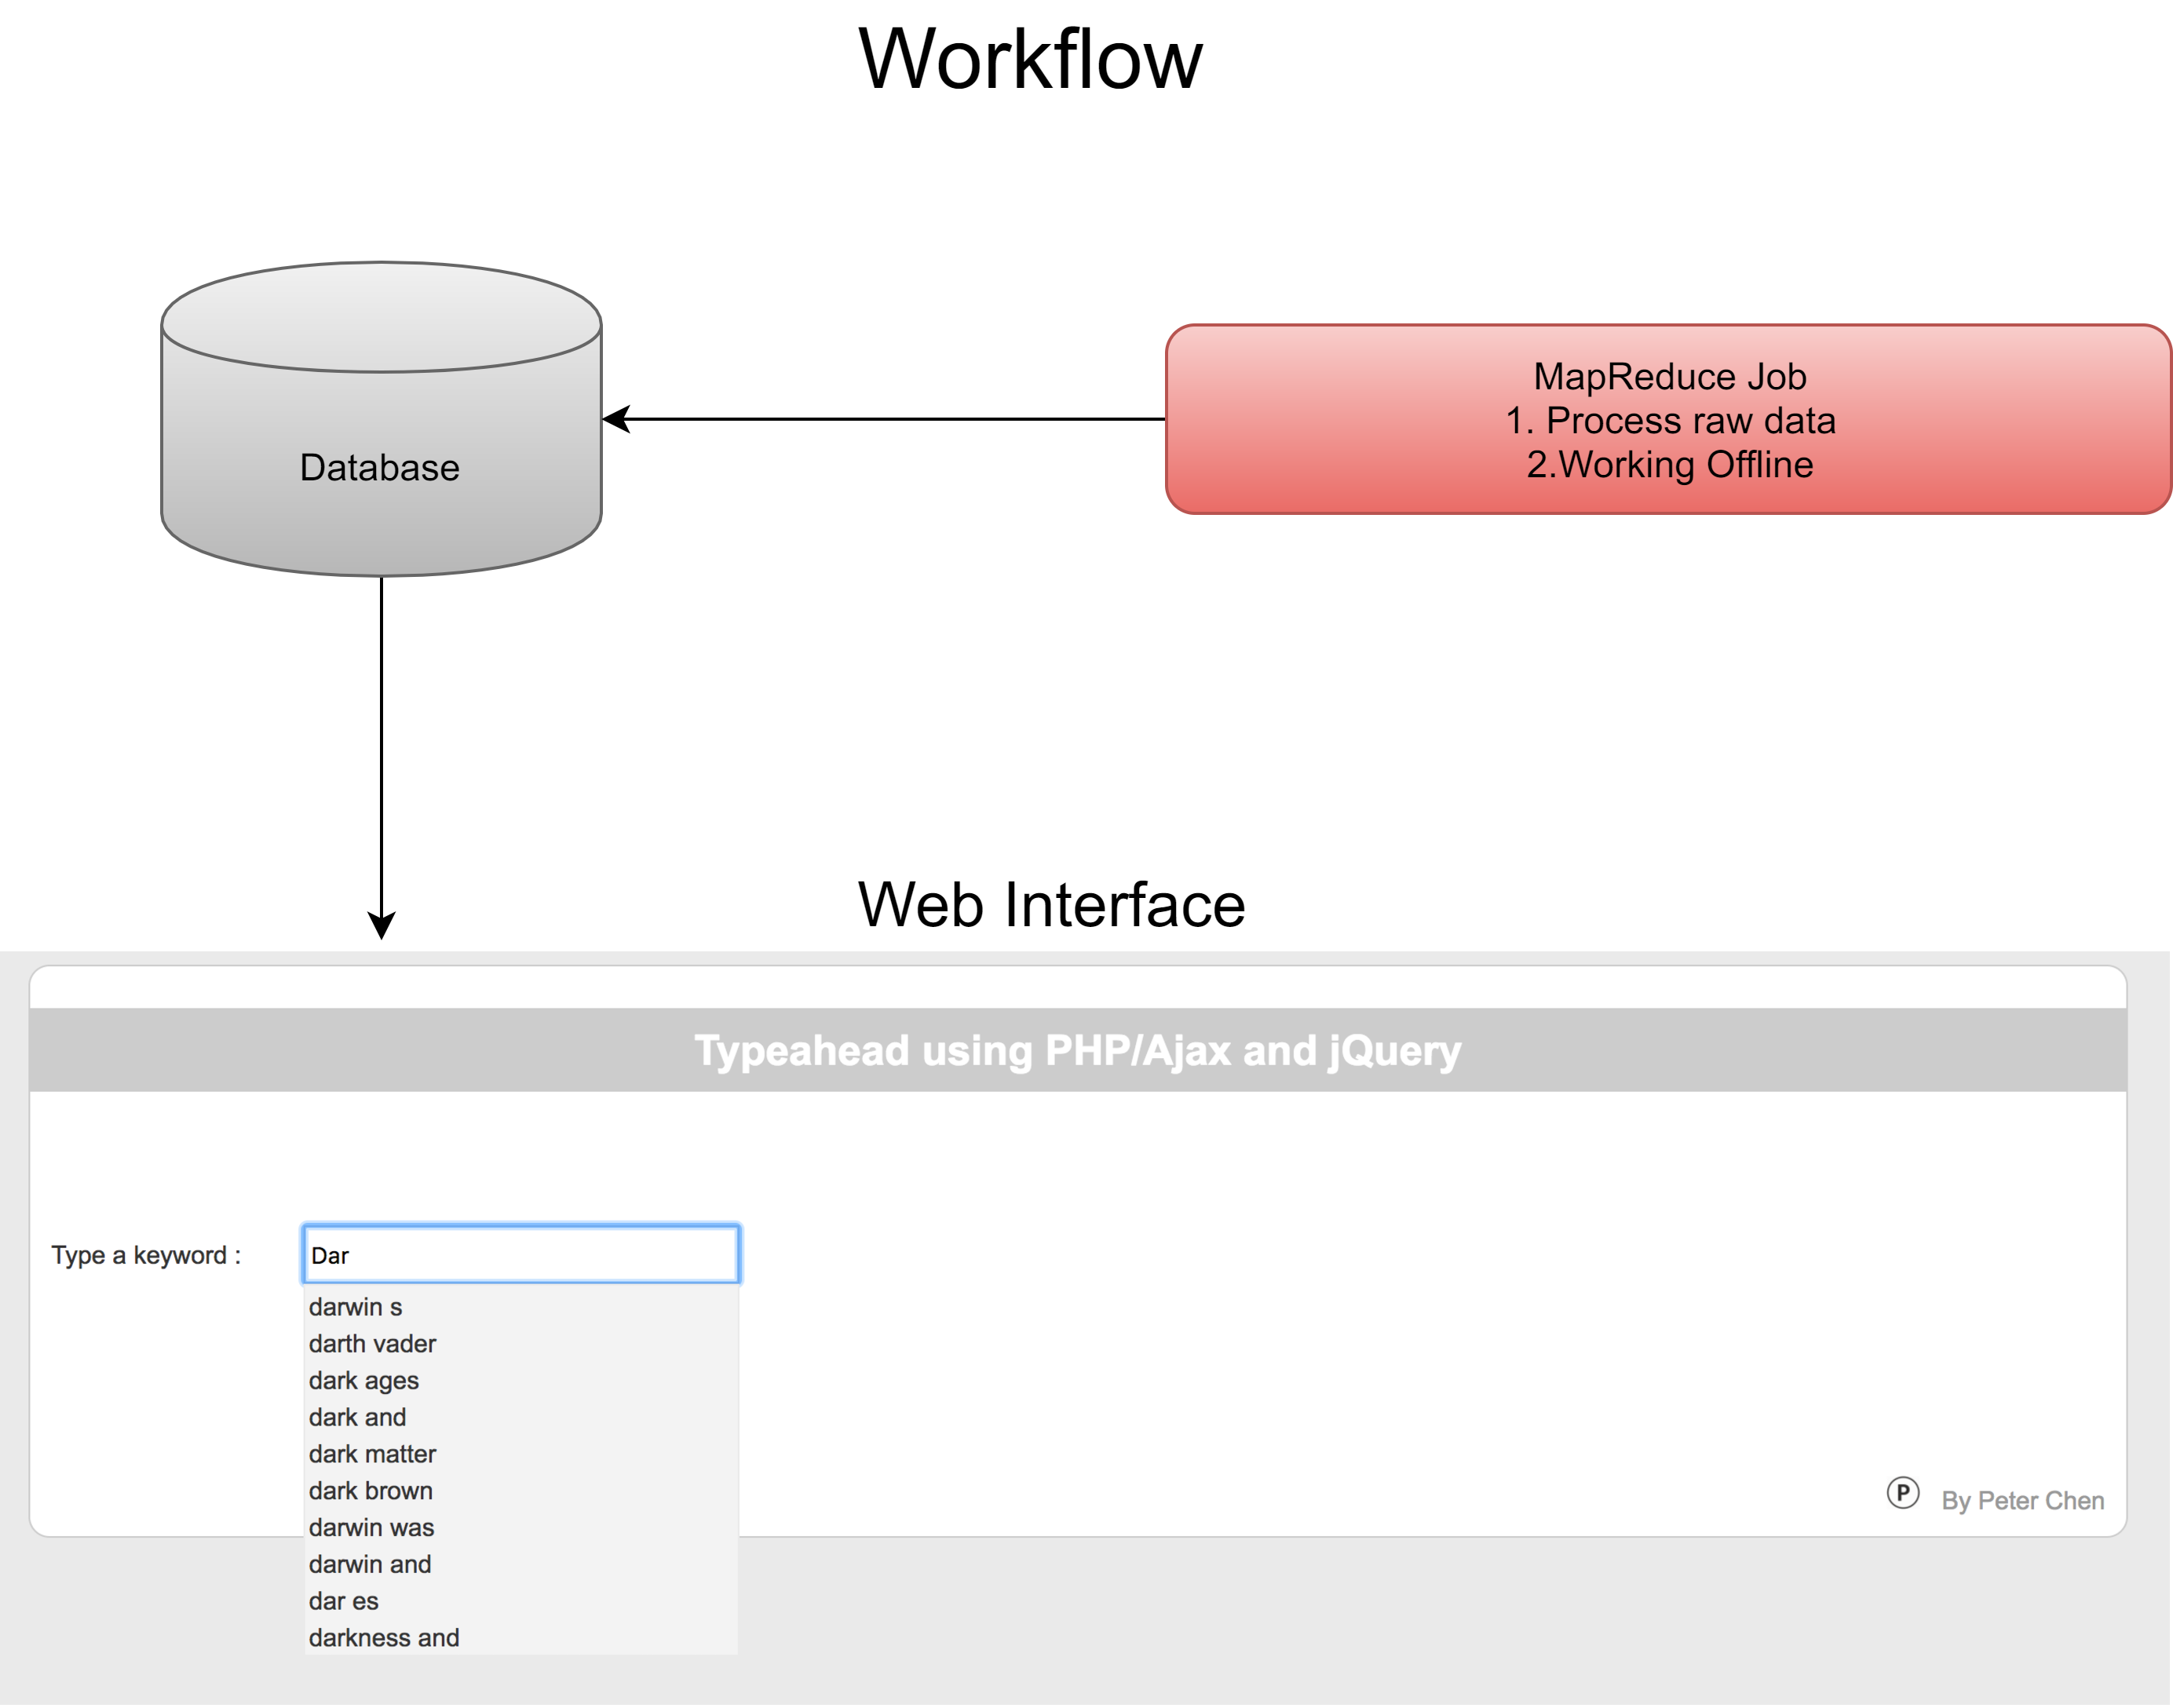 Workflow
Database
MapReduce Job
1. Process raw data
2.Working Offline
Web Interface
Typeahead using PHP/Ajax and jQuery
Type a keyword :
Dar
darwin s
darth vader
dark ages
dark and
dark matter
dark brown
darwin was
darwin and
dar es
darkness and
P By Peter Chen